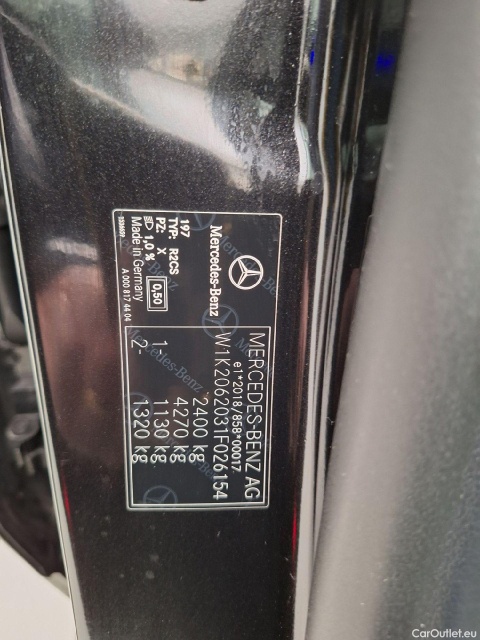 MERCEDES-BENZ AG
e1*2018/858*00017
W1K2062031F026154
2400 kg
4270 kg
1- 1130 kg
2- 1320 kg
Mercedes-Benz
197
TYP: R2CS
PZ: X 0,50
1,0 %
Made in Germany
A 000 817 44 04
CarOutlet.eu